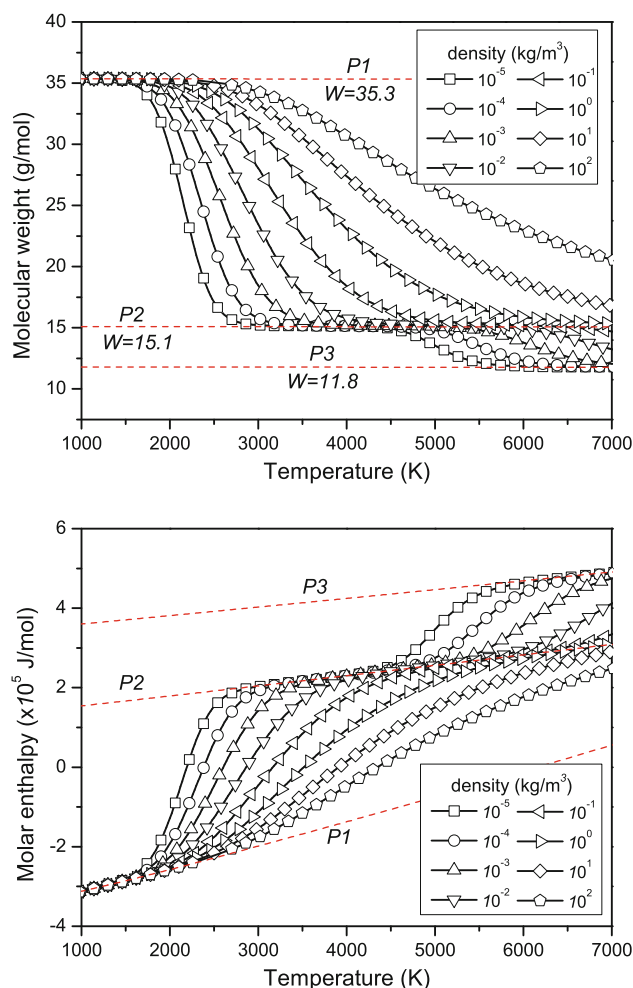 40
35
30
25
20
15
10
Molecular weight (g/mol)
P1
W=35.3
density (kg/m³)
10⁻⁵ 10⁻¹
10⁻⁴ 10⁰
10⁻³ 10¹
10⁻² 10²
P2
W=15.1
P3
W=11.8
1000 2000 3000 4000 5000 6000 7000
Temperature (K)
6
4
2
0
-2
-4
Molar enthalpy (x10⁵ J/mol)
P3
P2
P1
density (kg/m³)
10⁻⁵ 10⁻¹
10⁻⁴ 10⁰
10⁻³ 10¹
10⁻² 10²
1000 2000 3000 4000 5000 6000 7000
Temperature (K)